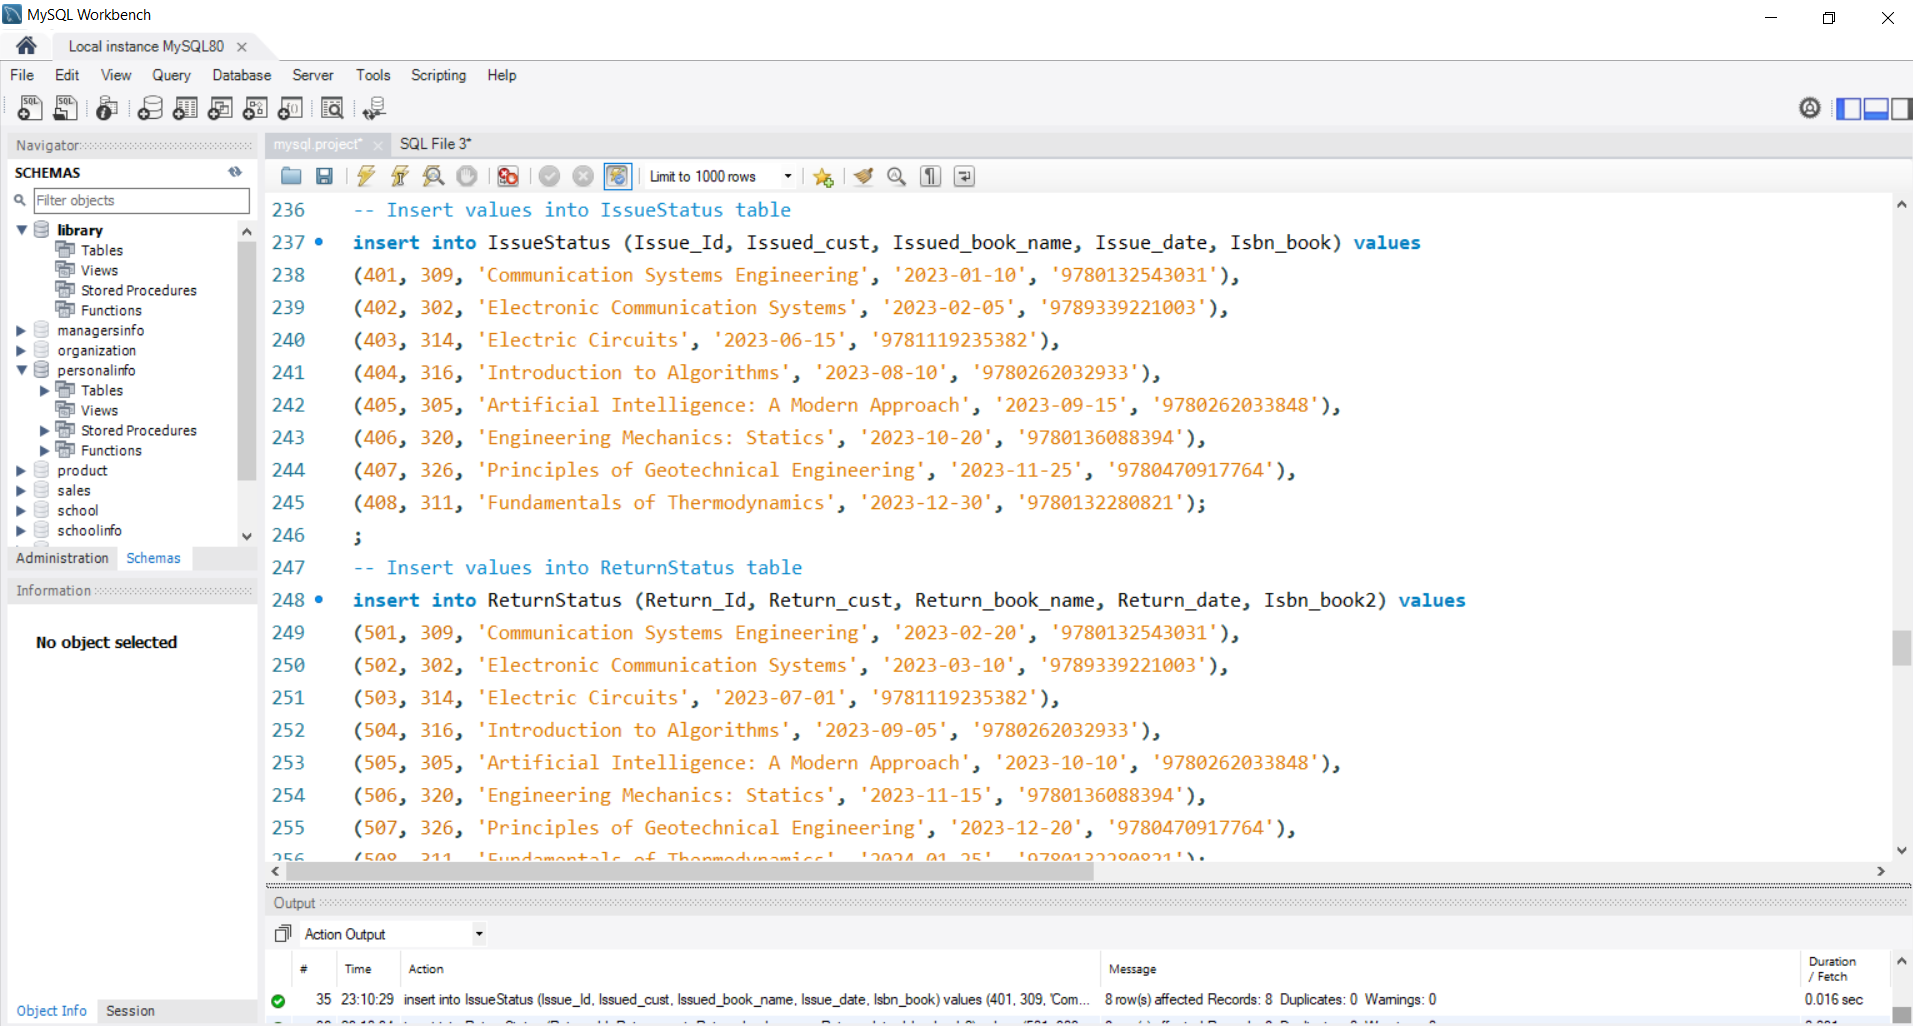 MySQL Workbench
Local instance MySQL80
File Edit View Query Database Server Tools Scripting Help
Navigator
SCHEMAS
Filter objects
library
Tables
Views
Stored Procedures
Functions
managersinfo
organization
personalinfo
Tables
Views
Stored Procedures
Functions
product
sales
school
schoolinfo
Administration Schemas
Information
No object selected
Object Info Session
mysql.project* SQL File 3*
Limit to 1000 rows
236 -- Insert values into IssueStatus table
237 insert into IssueStatus (Issue_Id, Issued_cust, Issued_book_name, Issue_date, Isbn_book) values
238 (401, 309, 'Communication Systems Engineering', '2023-01-10', '9780132543031'),
239 (402, 302, 'Electronic Communication Systems', '2023-02-05', '9789339221003'),
240 (403, 314, 'Electric Circuits', '2023-06-15', '9781119235382'),
241 (404, 316, 'Introduction to Algorithms', '2023-08-10', '9780262032933'),
242 (405, 305, 'Artificial Intelligence: A Modern Approach', '2023-09-15', '9780262033848'),
243 (406, 320, 'Engineering Mechanics: Statics', '2023-10-20', '9780136088394'),
244 (407, 326, 'Principles of Geotechnical Engineering', '2023-11-25', '9780470917764'),
245 (408, 311, 'Fundamentals of Thermodynamics', '2023-12-30', '9780132280821');
246 ;
247 -- Insert values into ReturnStatus table
248 insert into ReturnStatus (Return_Id, Return_cust, Return_book_name, Return_date, Isbn_book2) values
249 (501, 309, 'Communication Systems Engineering', '2023-02-20', '9780132543031'),
250 (502, 302, 'Electronic Communication Systems', '2023-03-10', '9789339221003'),
251 (503, 314, 'Electric Circuits', '2023-07-01', '9781119235382'),
252 (504, 316, 'Introduction to Algorithms', '2023-09-05', '9780262032933'),
253 (505, 305, 'Artificial Intelligence: A Modern Approach', '2023-10-10', '9780262033848'),
254 (506, 320, 'Engineering Mechanics: Statics', '2023-11-15', '9780136088394'),
255 (507, 326, 'Principles of Geotechnical Engineering', '2023-12-20', '9780470917764'),
256 (508, 311, 'Fundamentals of Thermodynamics', '2024-01-25', '9780132280821');
Output
Action Output
# Time Action Message Duration / Fetch
35 23:10:29 insert into IssueStatus (Issue_Id, Issued_cust, Issued_book_name, Issue_date, Isbn_book) values (401, 309, 'Com... 8 row(s) affected Records: 8 Duplicates: 0 Warnings: 0 0.016 sec